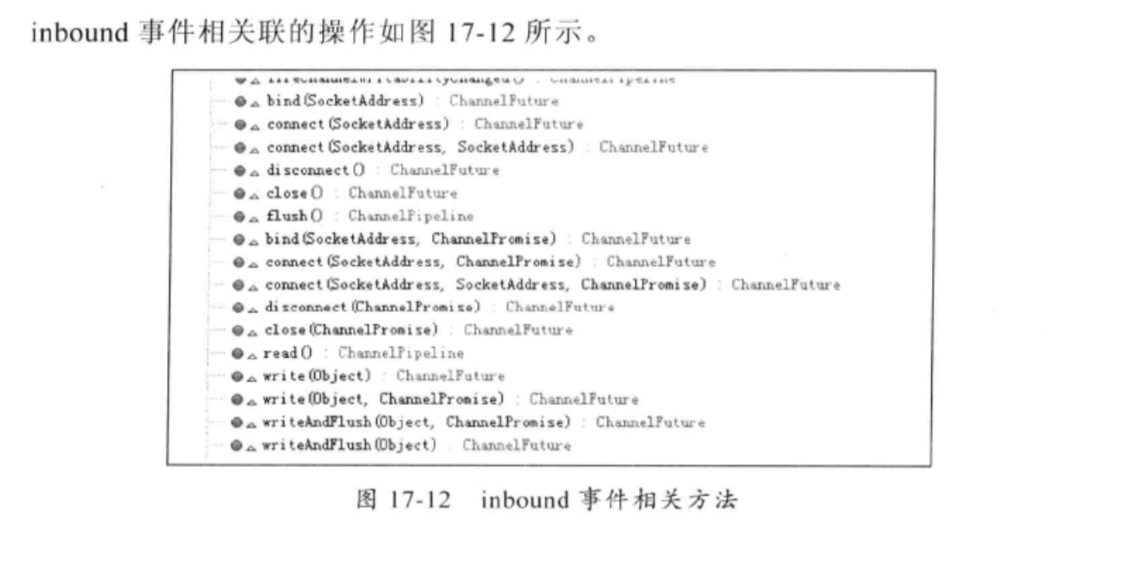 inbound 事件相关联的操作如图 17-12 所示。
fireChannelWritabilityChanged() : ChannelPipeline
bind(SocketAddress) : ChannelFuture
connect(SocketAddress) : ChannelFuture
connect(SocketAddress, SocketAddress) : ChannelFuture
disconnect() : ChannelFuture
close() : ChannelFuture
flush() : ChannelPipeline
bind(SocketAddress, ChannelPromise) : ChannelFuture
connect(SocketAddress, ChannelPromise) : ChannelFuture
connect(SocketAddress, SocketAddress, ChannelPromise) : ChannelFuture
disconnect(ChannelPromise) : ChannelFuture
close(ChannelPromise) : ChannelFuture
read() : ChannelPipeline
write(Object) : ChannelFuture
write(Object, ChannelPromise) : ChannelFuture
writeAndFlush(Object, ChannelPromise) : ChannelFuture
writeAndFlush(Object) : ChannelFuture
图 17-12 inbound 事件相关方法